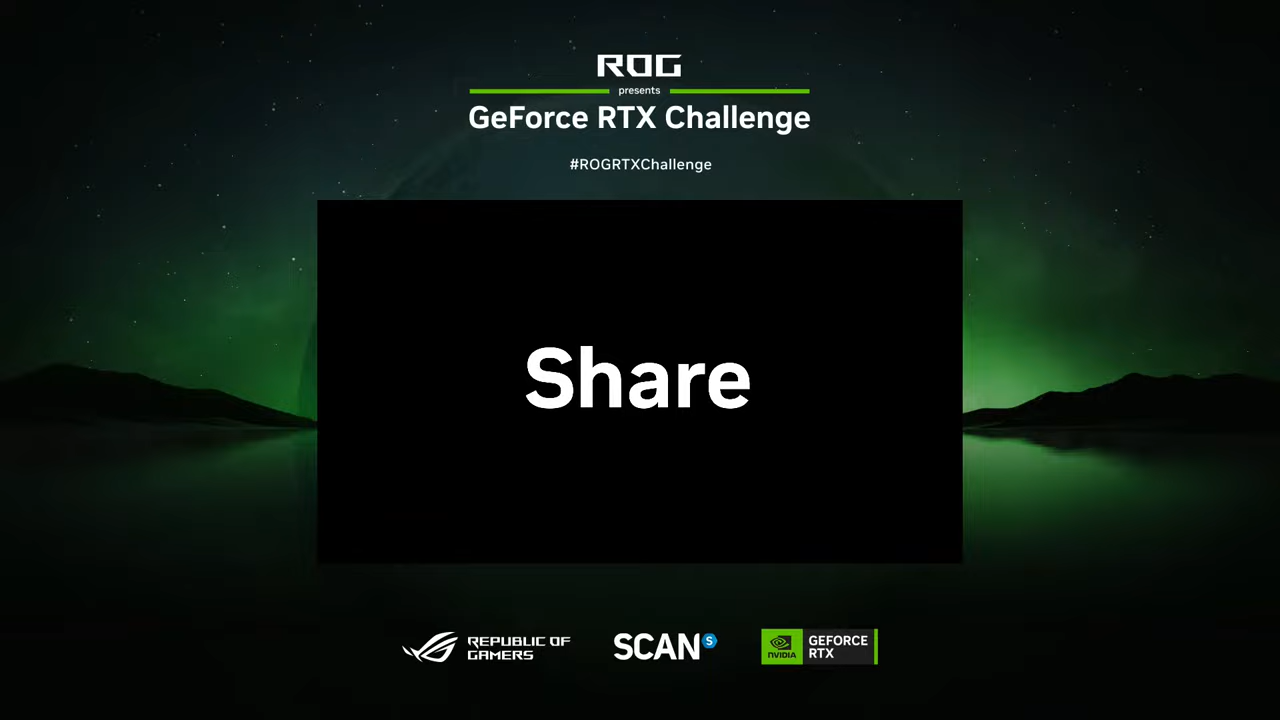 ROG
presents
GeForce RTX Challenge
#ROGRTXChallenge
Share
REPUBLIC OF
GAMERS
SCAN S
NVIDIA
GEFORCE
RTX